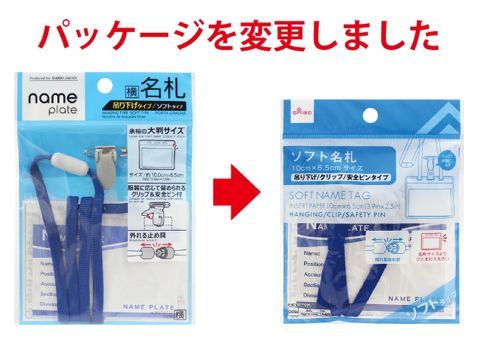 パッケージを変更しました
Produced for DAISO JAPAN
name
plate
横 名札
吊り下げタイプ/ソフトタイプ
HANGING TYPE SOFT TYPE
余裕の大判サイズ
サイズ/約10.0cm×6.5cm
服装に応じて留められる
クリップ&安全ピン付
外れる止め具
NAME PLATE
横
DAISO
ソフト名札
10cm×6.5cm サイズ
吊り下げ/クリップ/安全ピンタイプ
SOFT NAME TAG
INSERT PAPER 10cm×6.5cm(3.9in×2.5in)
HANGING/CLIP/SAFETY PIN
Name
Position
Section
Division
NAME PLATE
ソフトタイプ